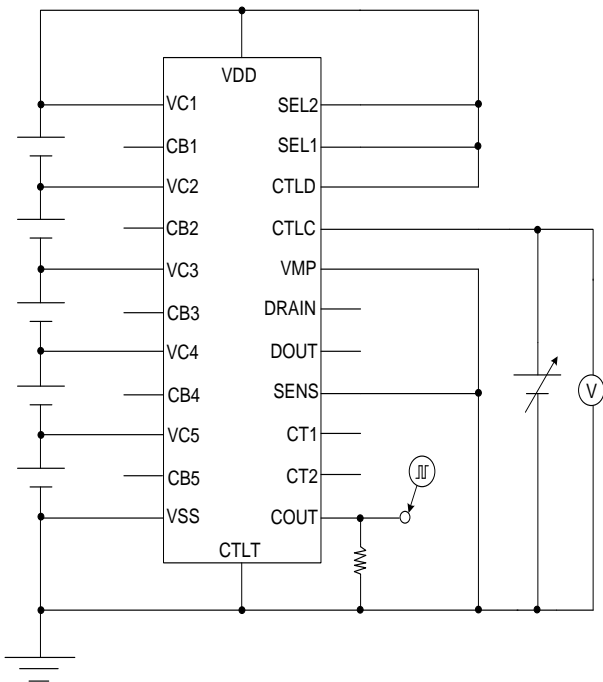 VDD
VC1
SEL2
CB1
SEL1
VC2
CTLD
CB2
CTLC
VC3
VMP
CB3
DRAIN
VC4
DOUT
CB4
SENS
V
VC5
CT1
CB5
CT2
VSS
COUT
CTLT